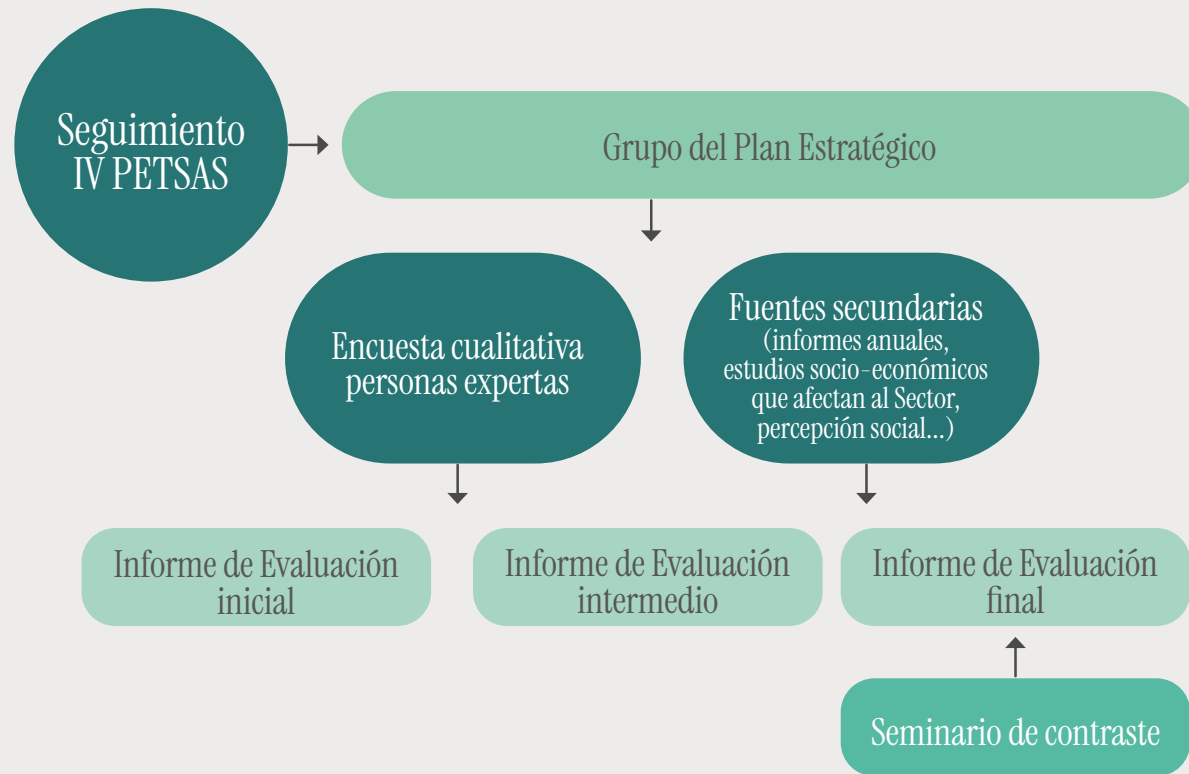 Seguimiento
IV PETSAS
Grupo del Plan Estratégico
Encuesta cualitativa
personas expertas
Fuentes secundarias
(informes anuales,
estudios socio-económicos
que afectan al Sector,
percepción social...)
Informe de Evaluación
inicial
Informe de Evaluación
intermedio
Informe de Evaluación
final
Seminario de contraste